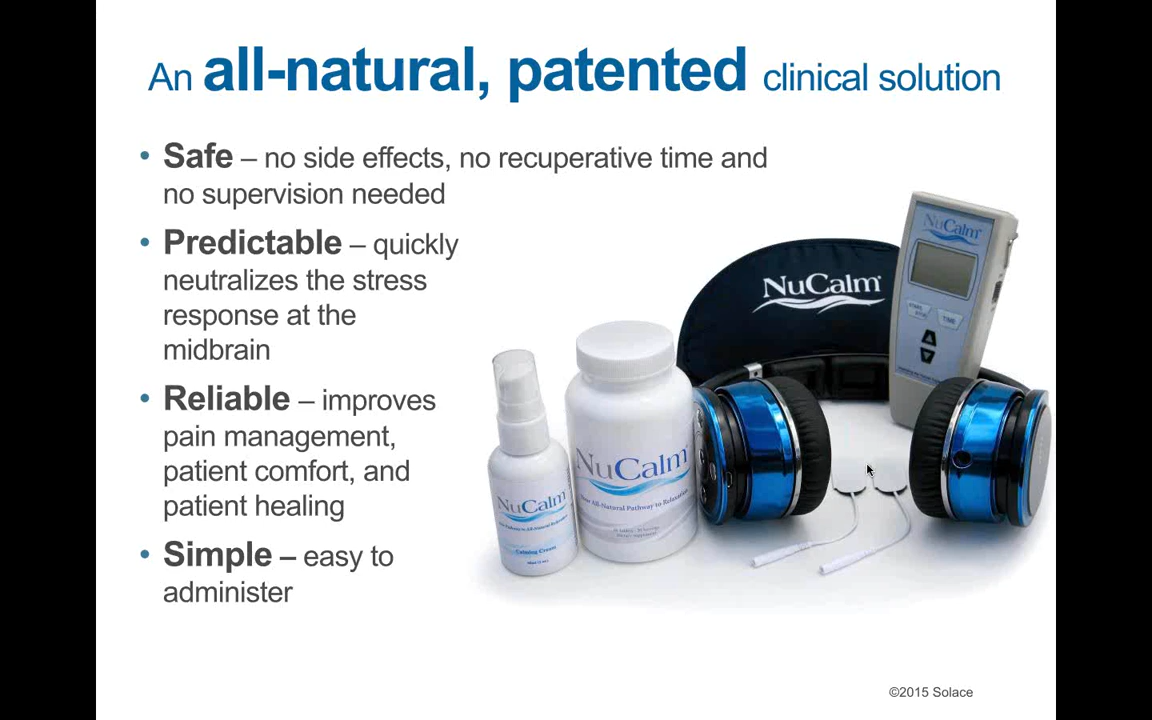 An all-natural, patented clinical solution
• Safe – no side effects, no recuperative time and
no supervision needed
• Predictable – quickly
neutralizes the stress
response at the
midbrain
• Reliable – improves
pain management,
patient comfort, and
patient healing
• Simple – easy to
administer
NuCalm
NuCalm
TIME
NuCalm
Calming Cream
NuCalm
Your All-Natural Pathway to Relaxation
©2015 Solace